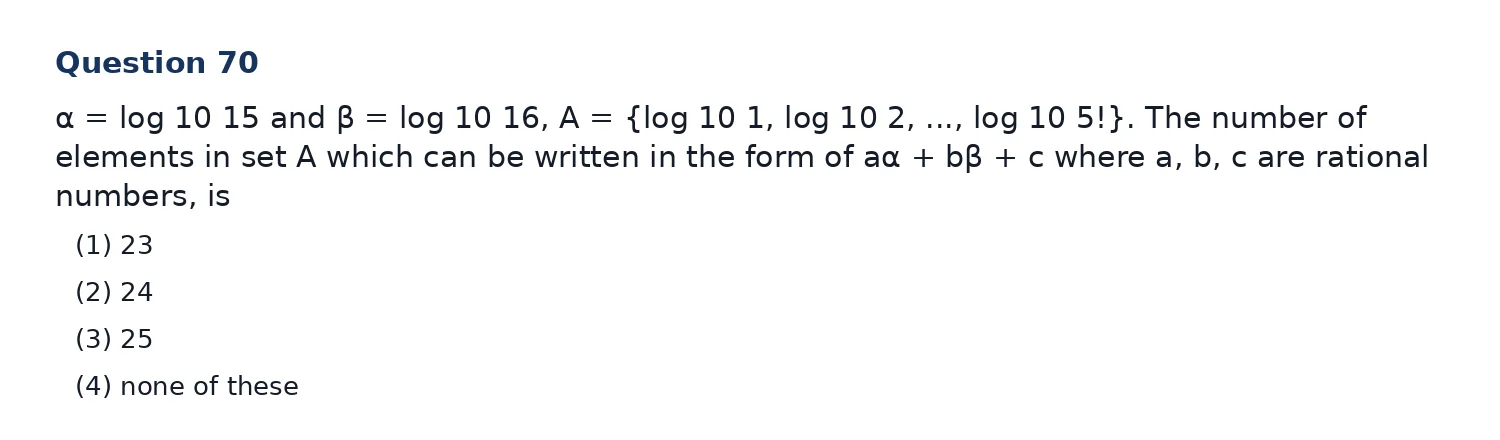 Question 70
α = log 10 15 and β = log 10 16, A = {log 10 1, log 10 2, ..., log 10 5!}. The number of
elements in set A which can be written in the form of aα + bβ + c where a, b, c are rational
numbers, is
(1) 23
(2) 24
(3) 25
(4) none of these